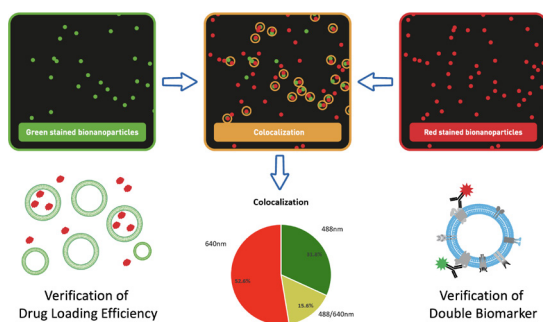 Green stained bionanoparticles
Colocalization
Red stained bionanoparticles
Colocalization
640nm
488nm
15.6%
488/640nm
Verification of
Drug Loading Efficiency
Verification of
Double Biomarker